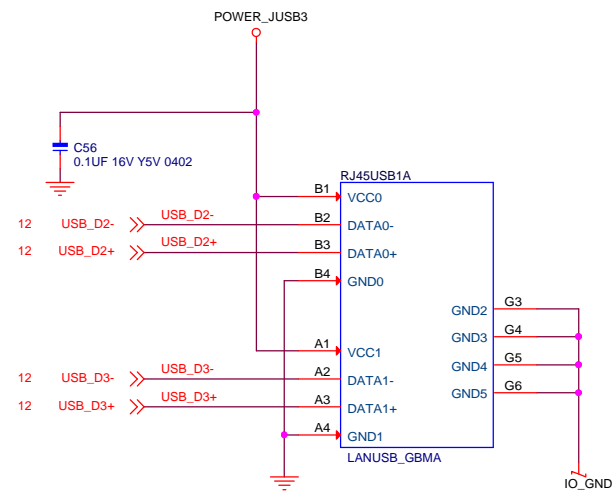 POWER_JUSB3
C56
0.1UF 16V Y5V 0402
RJ45USB1A
B1 VCC0
12 USB_D2- USB_D2- B2 DATA0-
12 USB_D2+ USB_D2+ B3 DATA0+
B4 GND0
GND2 G3
GND3 G4
A1 VCC1
GND4 G5
12 USB_D3- USB_D3- A2 DATA1-
GND5 G6
12 USB_D3+ USB_D3+ A3 DATA1+
A4 GND1
LANUSB_GBMA
IO_GND